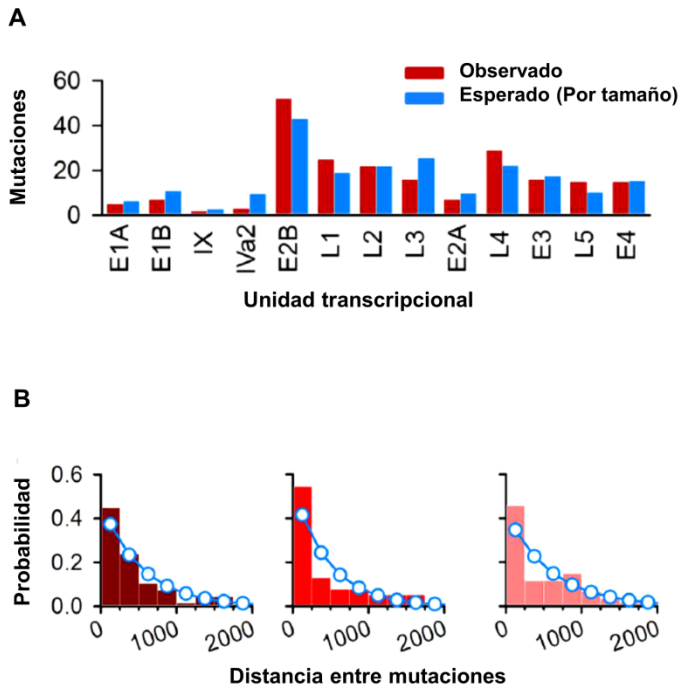 A
Observado
Esperado (Por tamaño)
Mutaciones
60
40
20
0
E1A
E1B
IX
IVa2
E2B
L1
L2
L3
E2A
L4
E3
L5
E4
Unidad transcripcional
B
Probabilidad
0.6
0.4
0.2
0.0
0 1000 2000 0 1000 2000 0 1000 2000
Distancia entre mutaciones